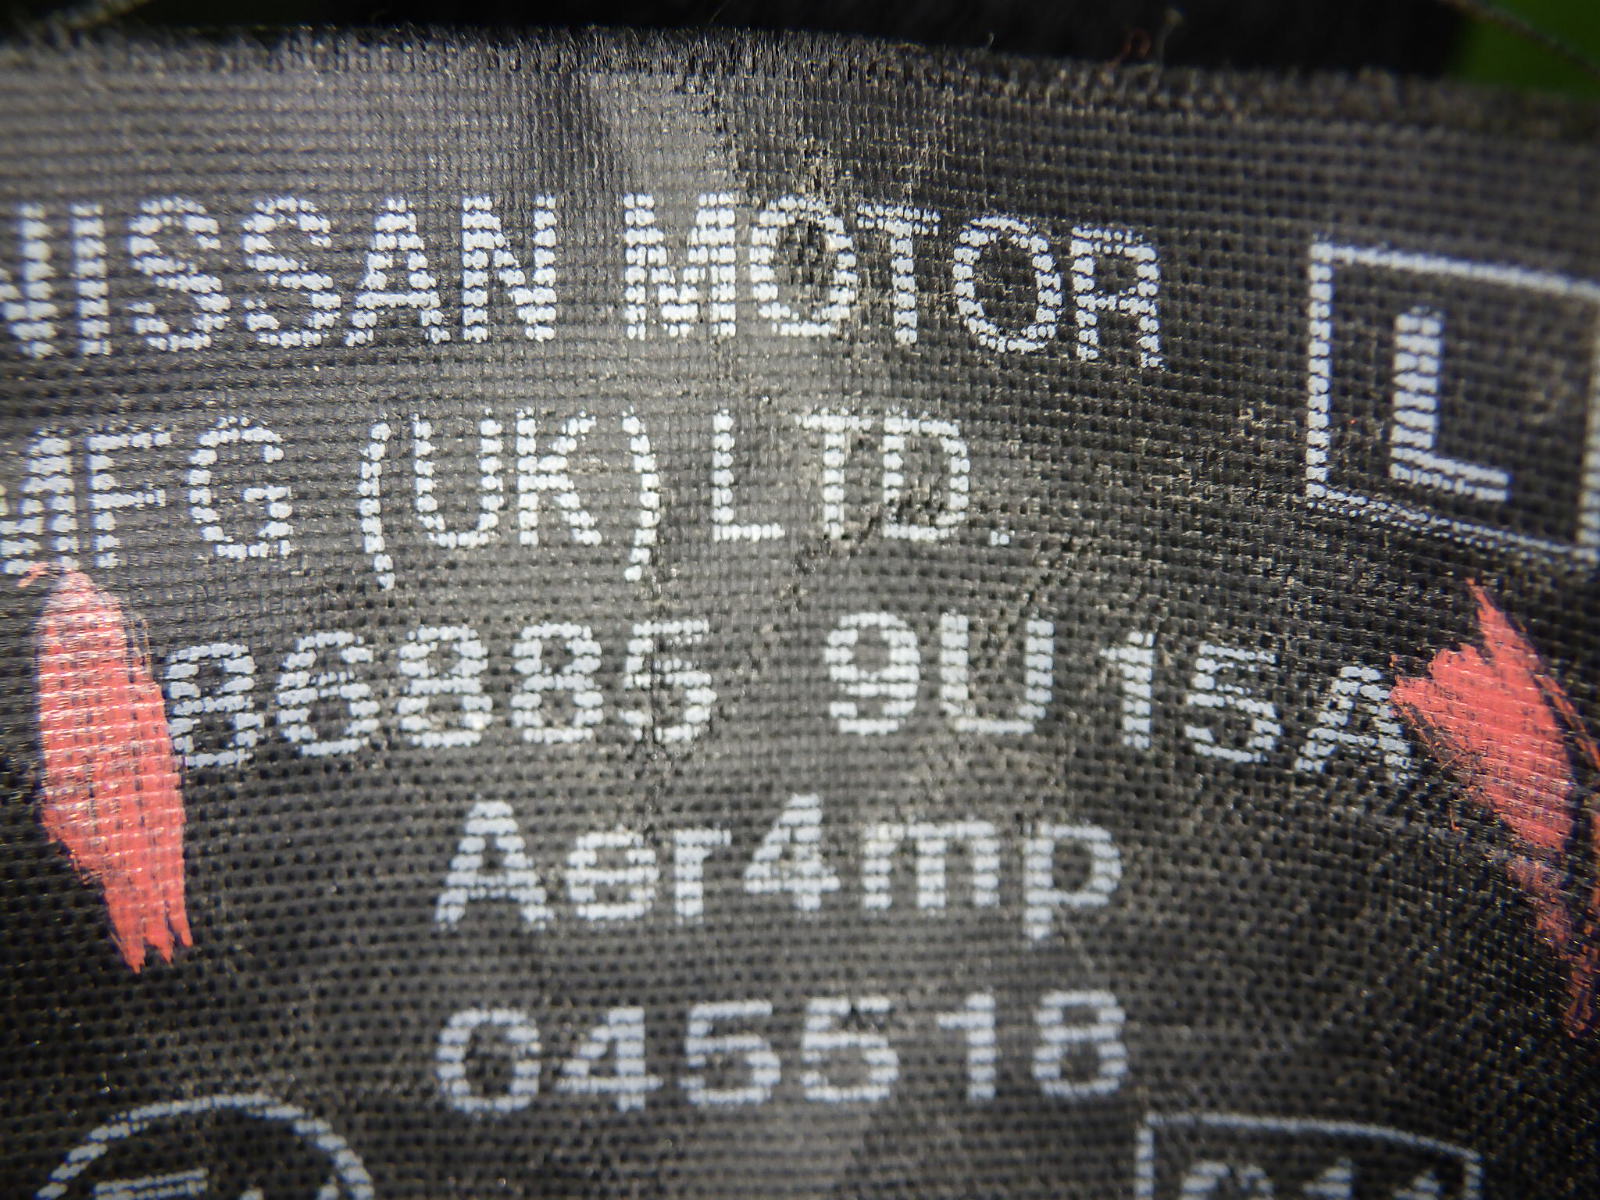 NISSAN MOTOR
L
MFG (UK) LTD.
86885 9U15A
Aer4mp
045518